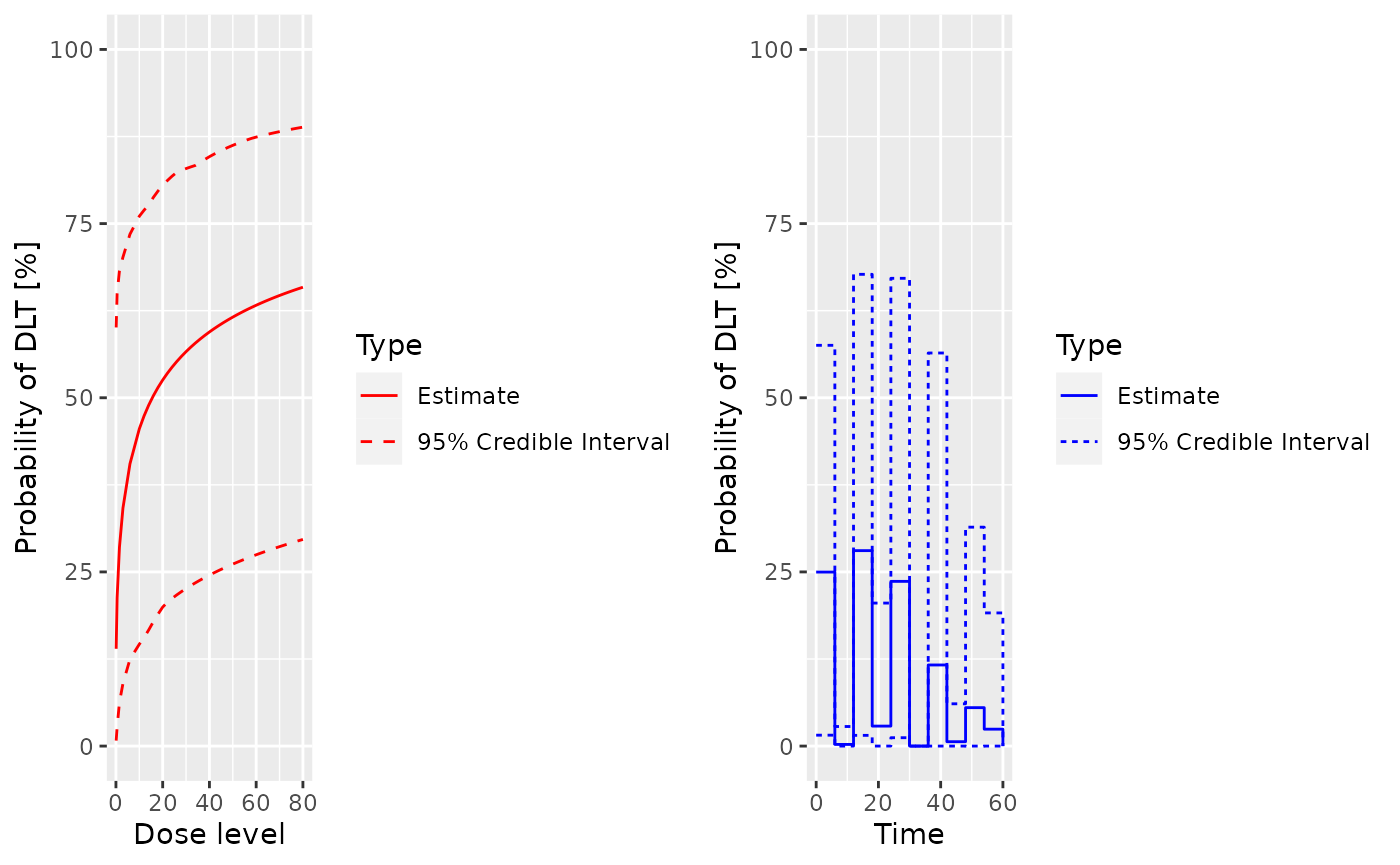 Probability of DLT [%]
100
75
50
25
0
0 20 40 60 80
Dose level
Type
Estimate
95% Credible Interval
Probability of DLT [%]
100
75
50
25
0
0 20 40 60
Time
Type
Estimate
95% Credible Interval